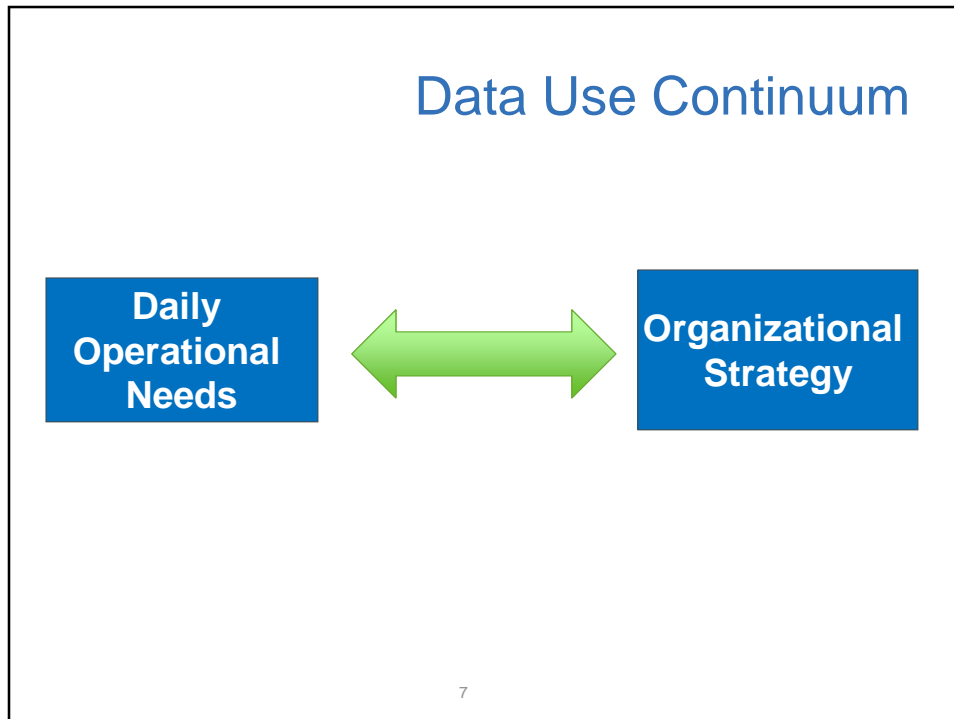 Data Use Continuum
Daily
Operational
Needs
Organizational
Strategy
7